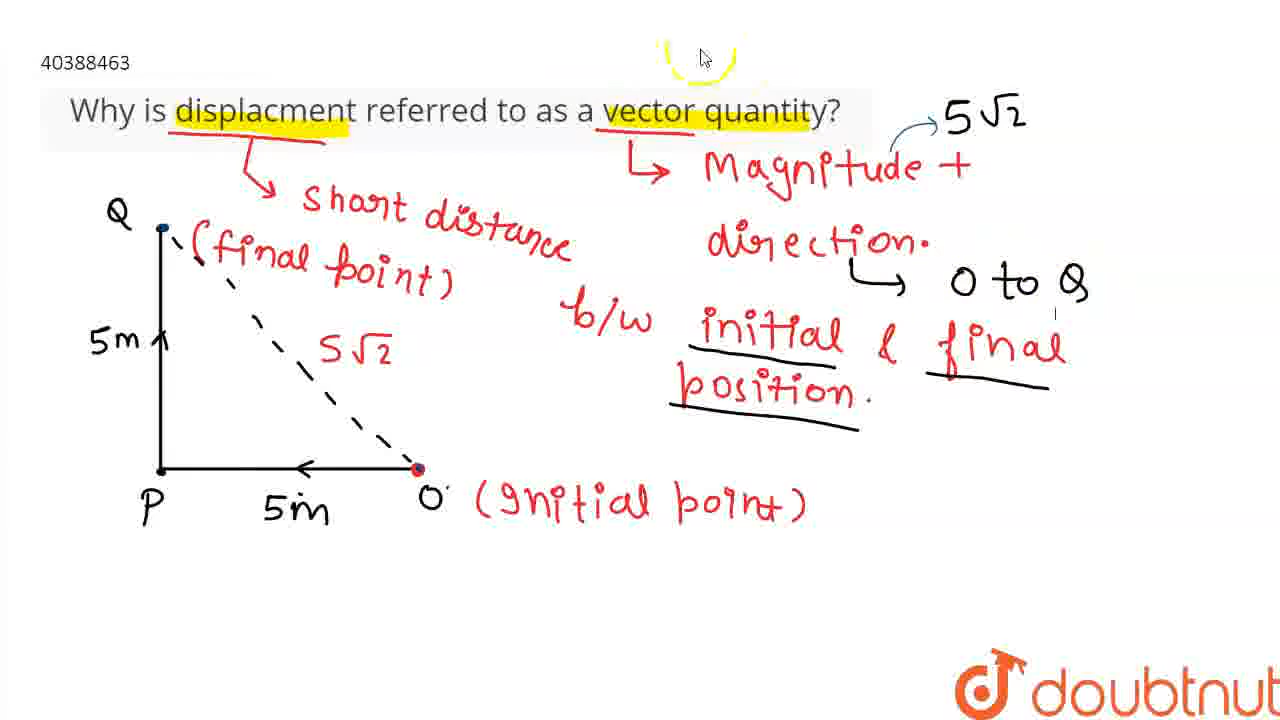 40388463
Why is displacment referred to as a vector quantity?
5√2
Magnitude +
direction.
O to Q
Short distance
b/w initial & final
position.
Q
(final point)
5m
5√2
P
5m
O
(Initial point)
doubtnut